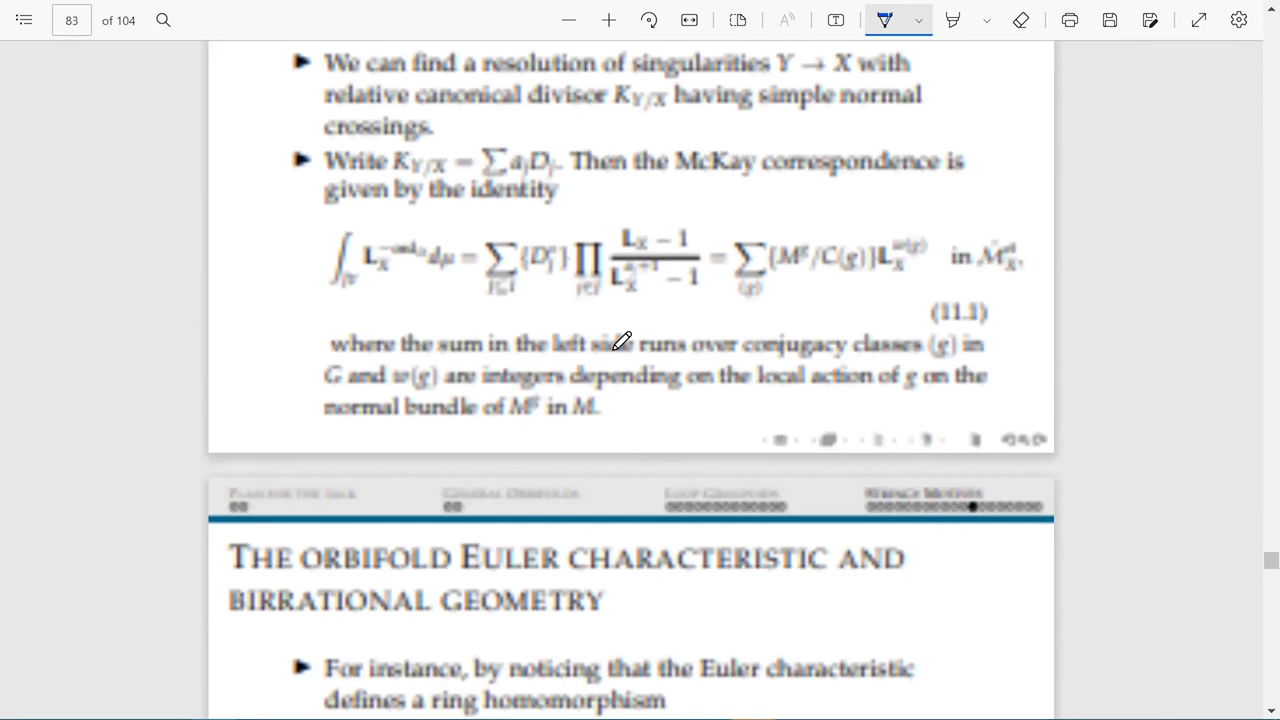 83 of 104
We can find a resolution of singularities Y → X with
relative canonical divisor K_{Y/X} having simple normal
crossings.
Write K_{Y/X} = ∑ a_jD_j. Then the McKay correspondence is
given by the identity
(11.1)
where the sum in the left side runs over conjugacy classes (g) in
G and w(g) are integers depending on the local action of g on the
normal bundle of M^g in M.
THE ORBIFOLD EULER CHARACTERISTIC AND
BIRRATIONAL GEOMETRY
For instance, by noticing that the Euler characteristic
defines a ring homomorphism